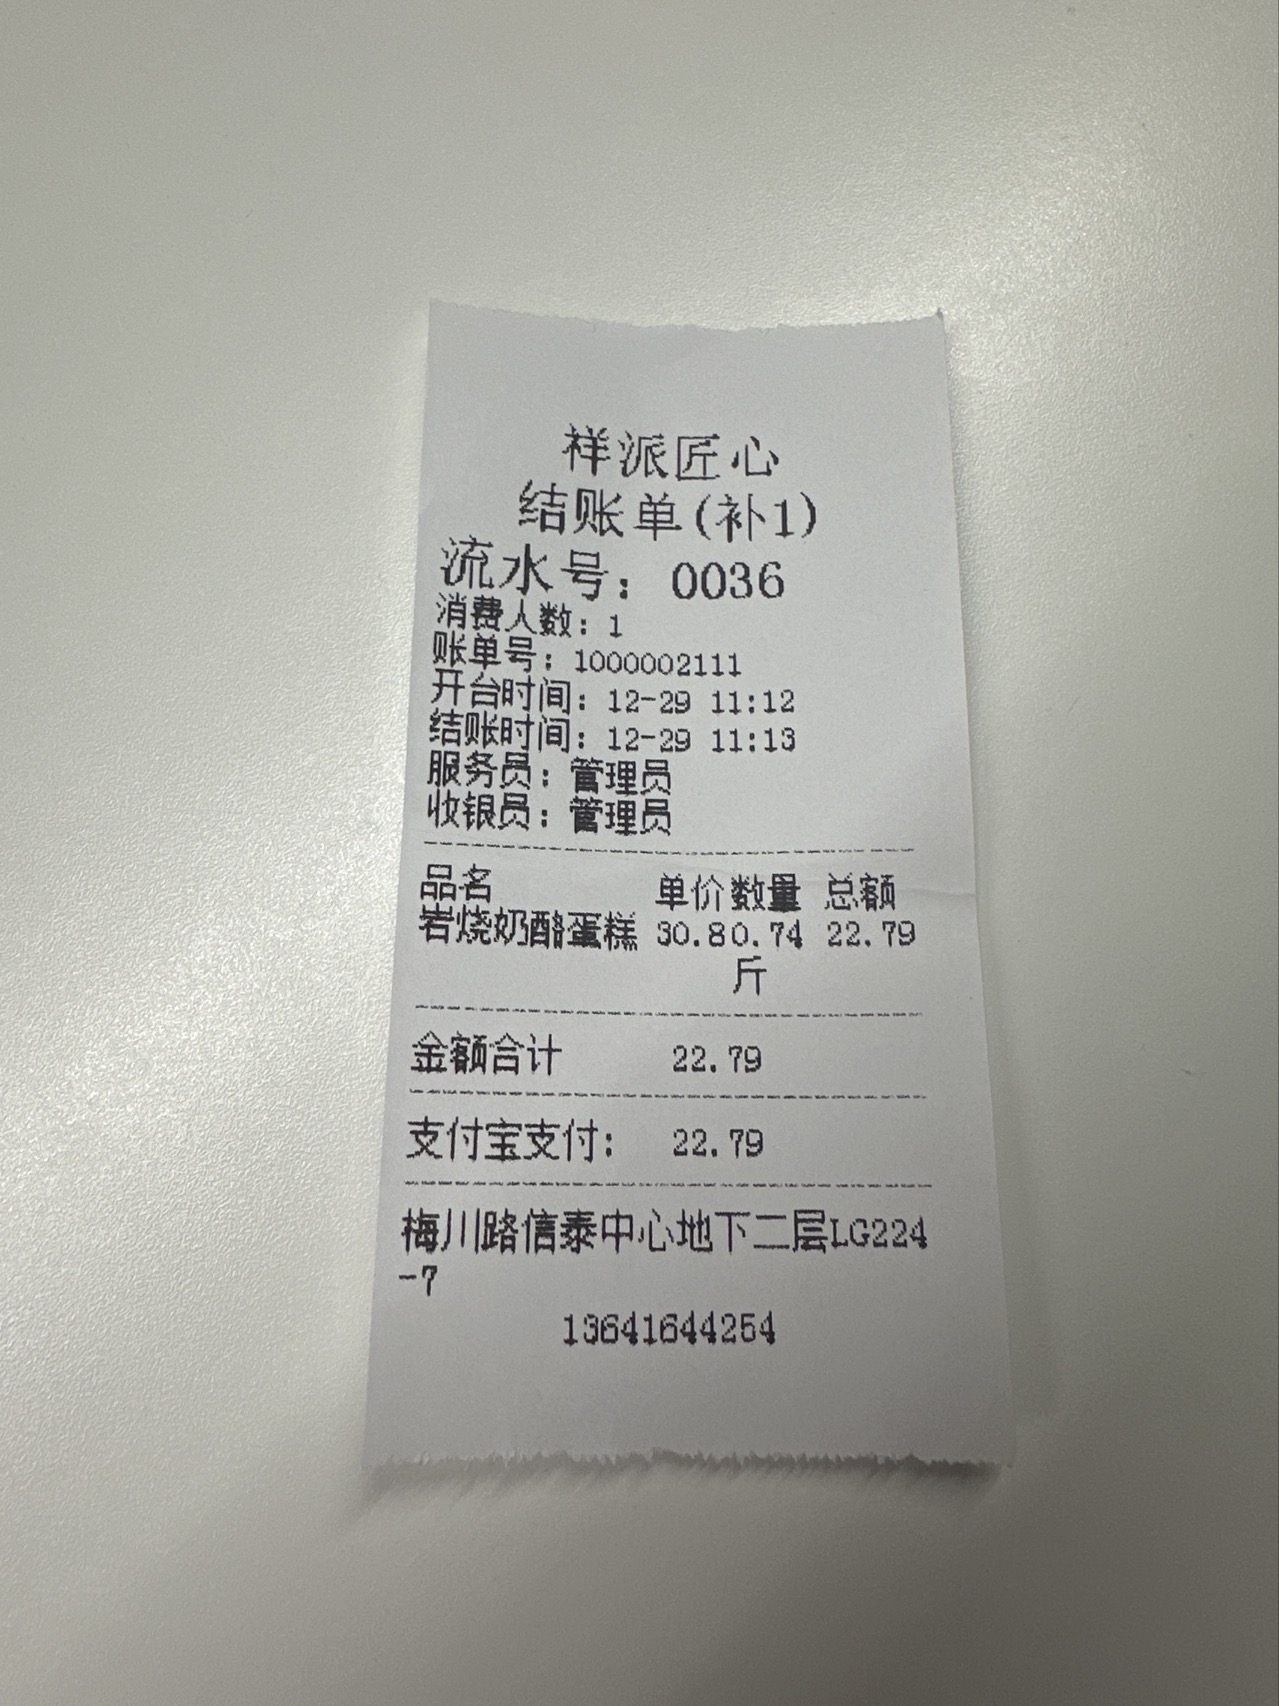 祥派匠心
结账单(补1)
流水号：0036
消费人数：1
账单号：1000002111
开台时间：12-29 11:12
结账时间：12-29 11:13
服务员：管理员
收银员：管理员
品名 单价数量 总额
岩烧奶酪蛋糕 30.80.74 22.79
斤
金额合计 22.79
支付宝支付: 22.79
梅川路信泰中心地下二层LG224
-7
13641644254